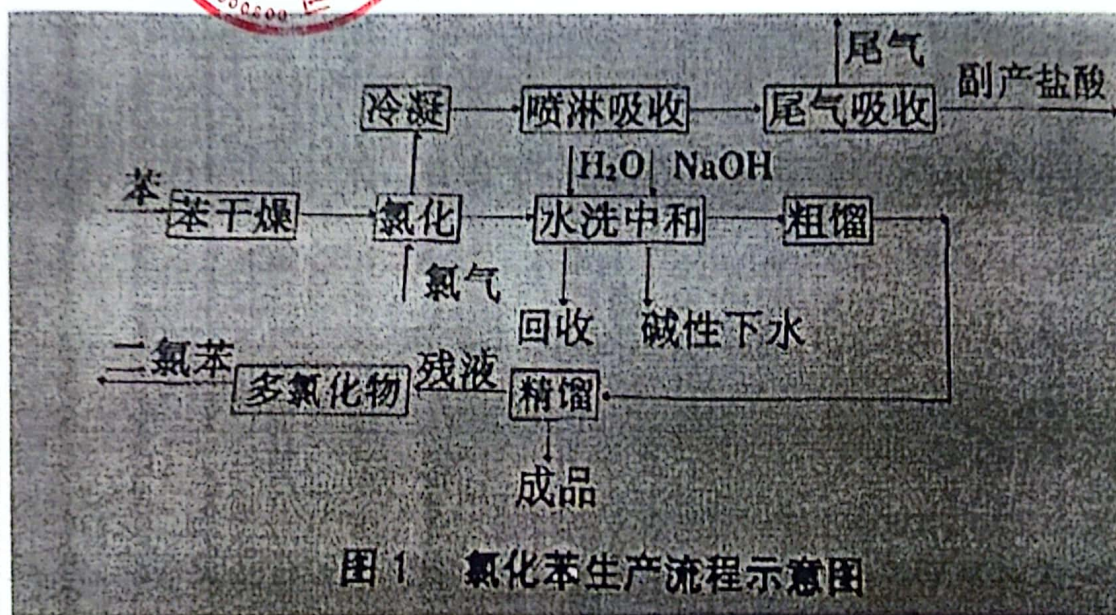 尾气
副产盐酸
冷凝
喷淋吸收
尾气吸收
H₂O
NaOH
苯
苯干燥
氯化
水洗中和
粗馏
氯气
回收
碱性下水
二氯苯
多氯化物
残液
精馏
成品
图1 氯化苯生产流程示意图